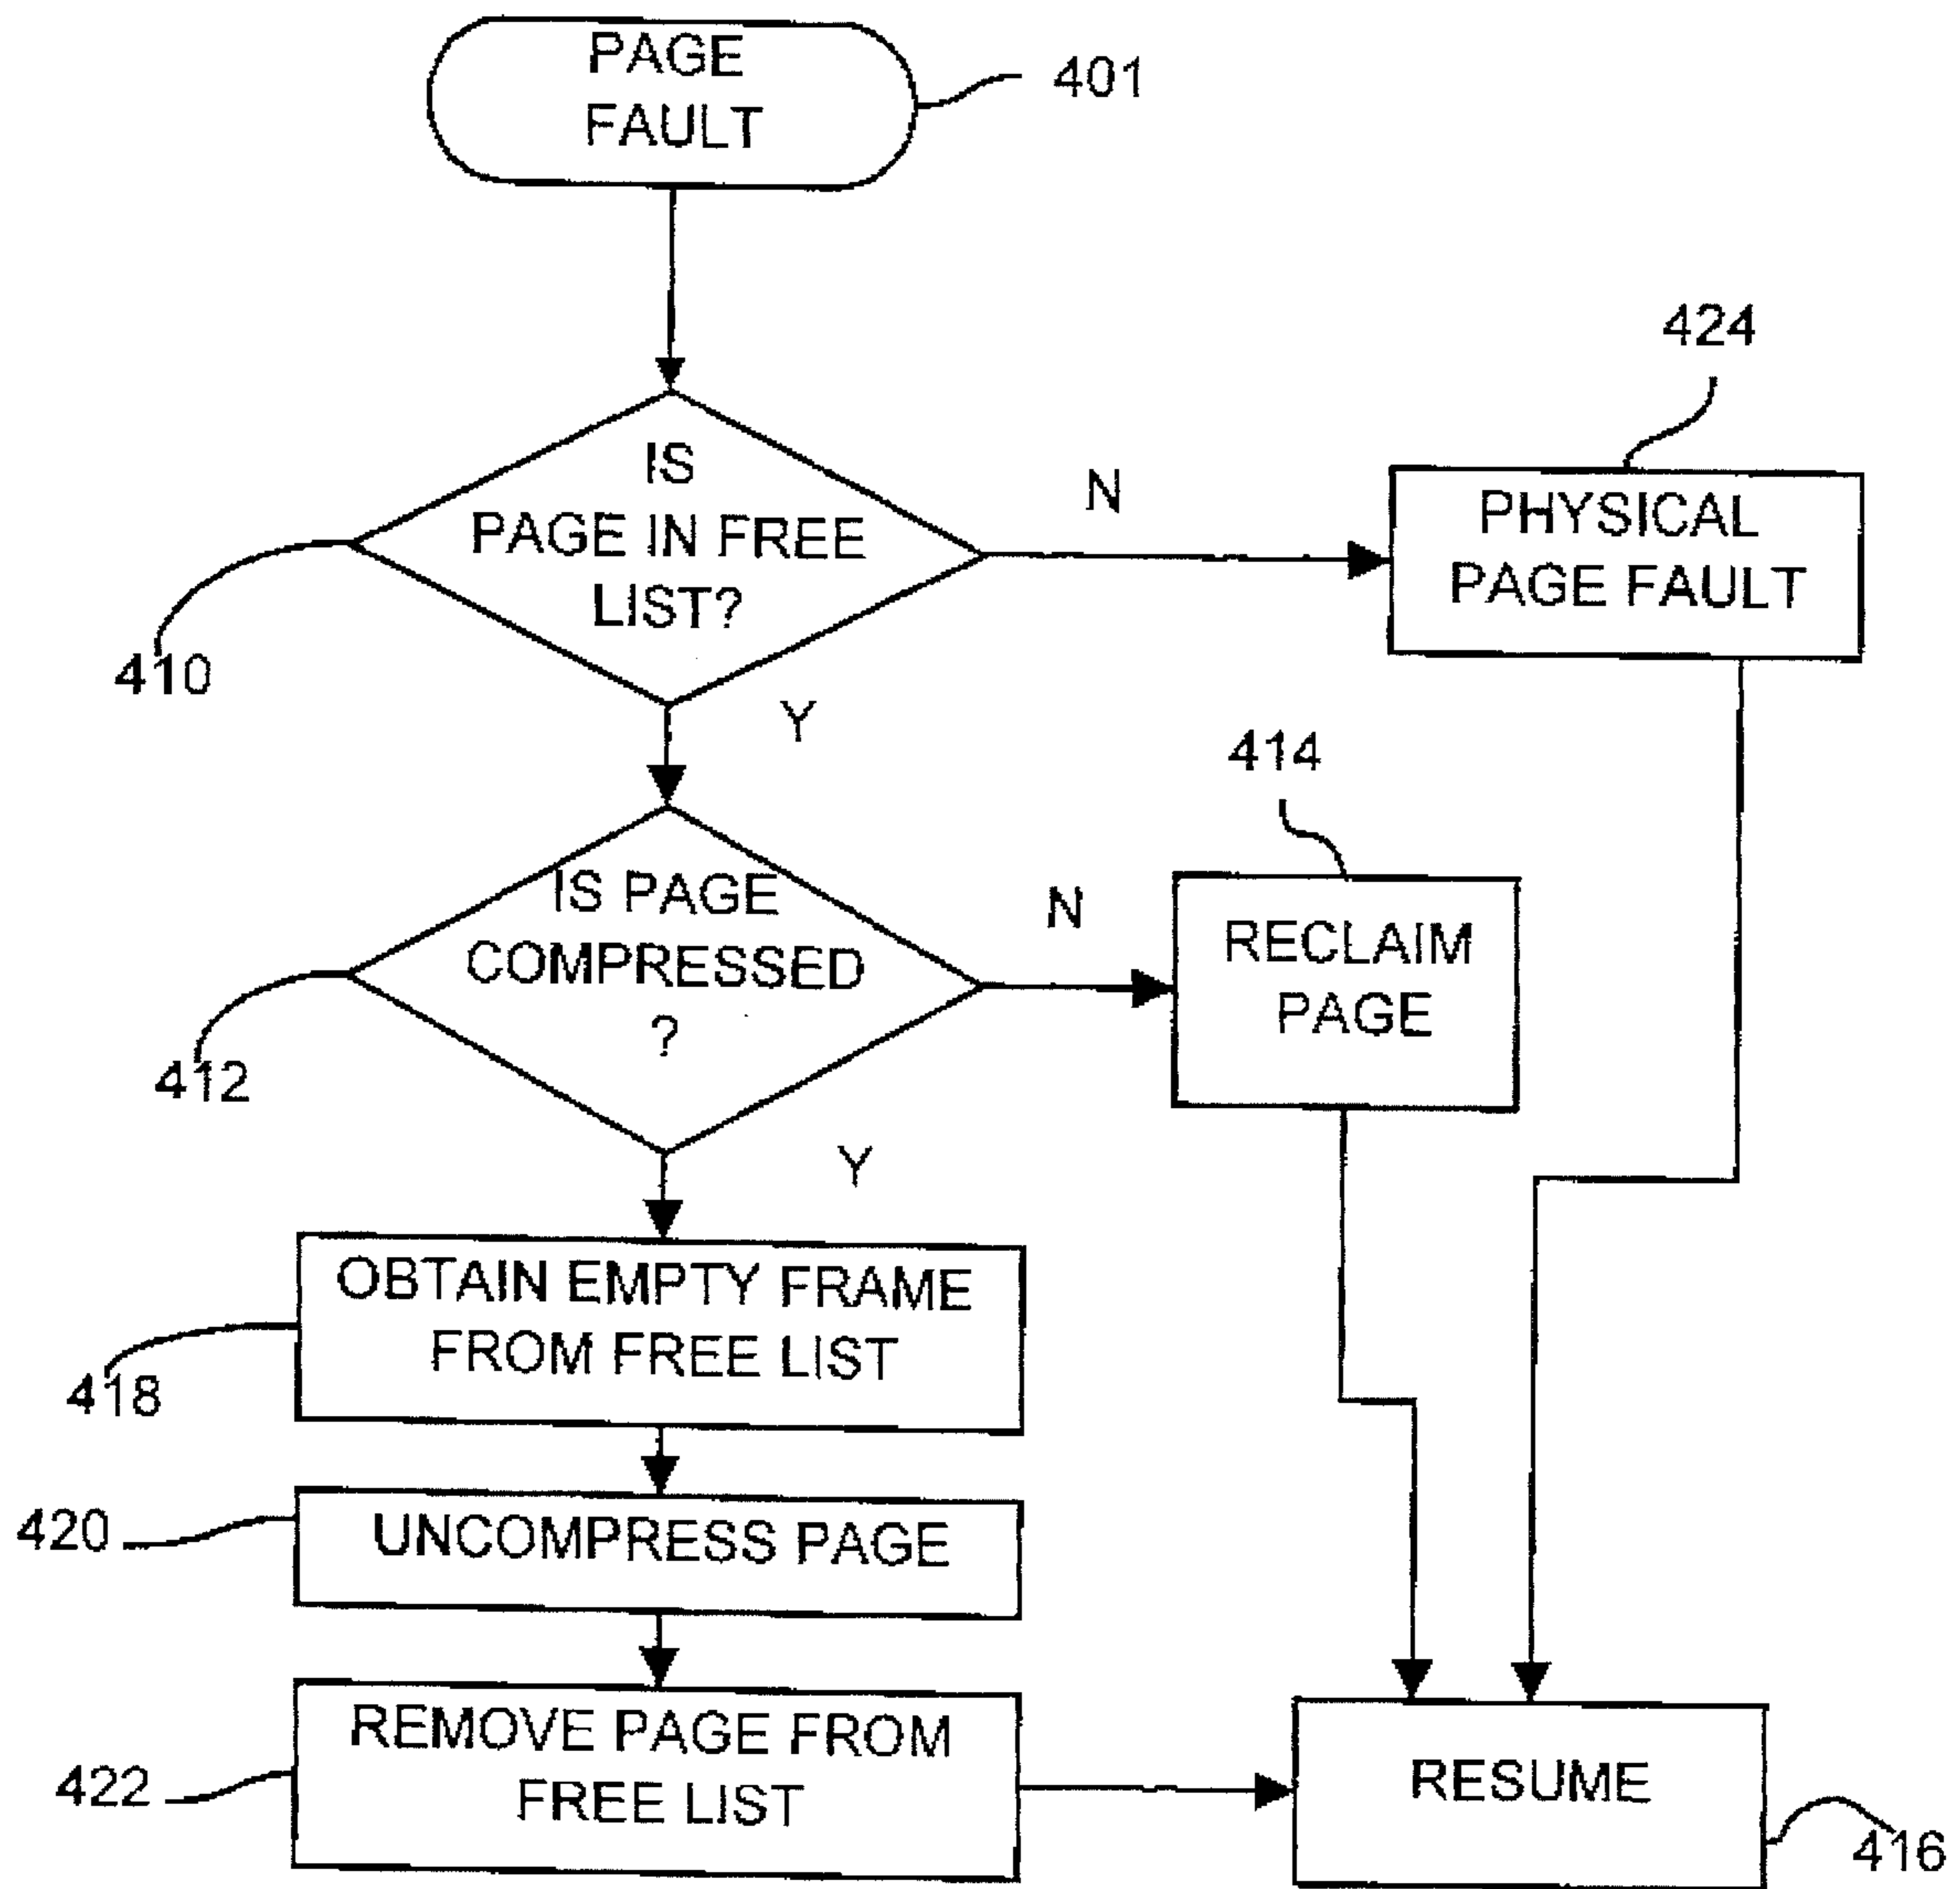 PAGE
FAULT
401
424
IS
PAGE IN FREE
LIST?
N
PHYSICAL
PAGE FAULT
410
Y
414
IS PAGE
COMPRESSED
?
N
RECLAIM
PAGE
412
Y
OBTAIN EMPTY FRAME
FROM FREE LIST
418
420
UNCOMPRESS PAGE
REMOVE PAGE FROM
FREE LIST
422
RESUME
416